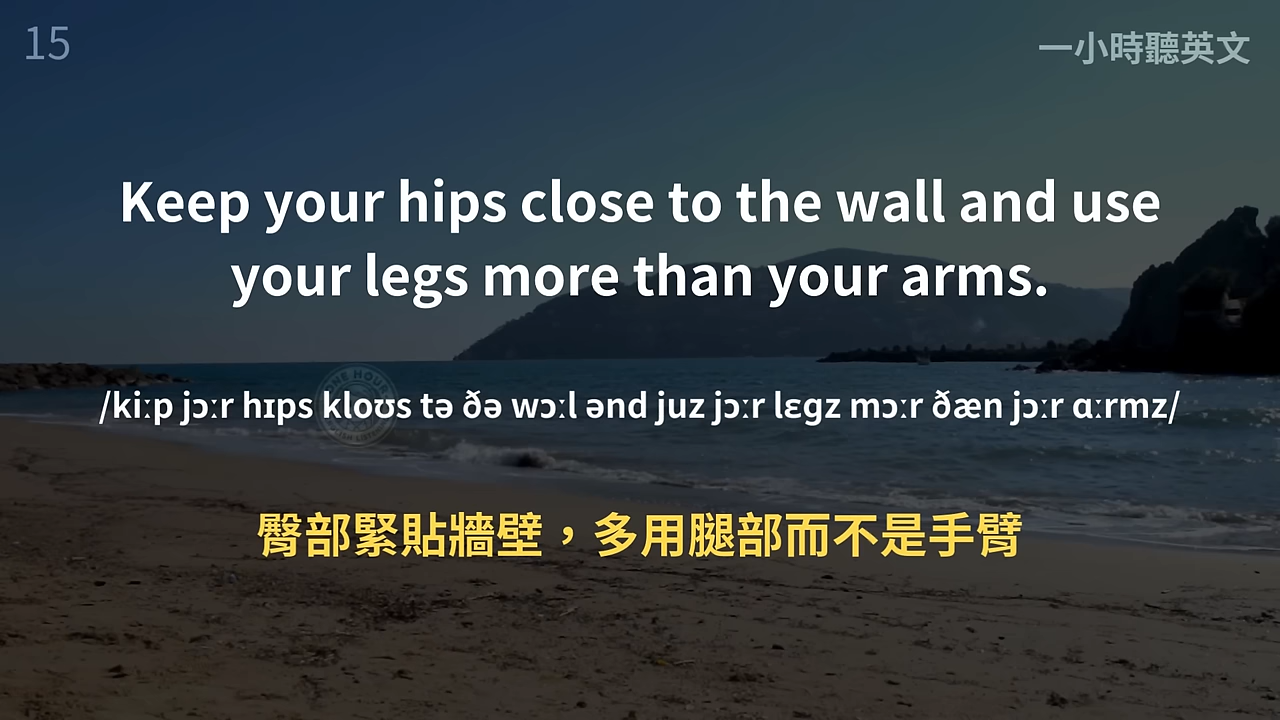 15
一小時聽英文
Keep your hips close to the wall and use
your legs more than your arms.
/kiːp jɔːr hɪps kloʊs tə ðə wɔːl ənd juz jɔːr lɛgz mɔːr ðæn jɔːr ɑːrmz/
ONE HOUR
臀部緊貼牆壁，多用腿部而不是手臂